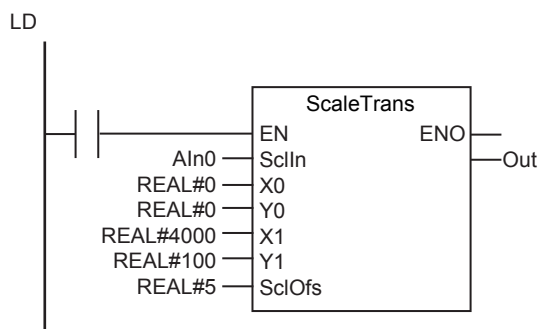 LD
ScaleTrans
EN ENO
AIn0 SclIn Out
REAL#0 X0
REAL#0 Y0
REAL#4000 X1
REAL#100 Y1
REAL#5 SclOfs